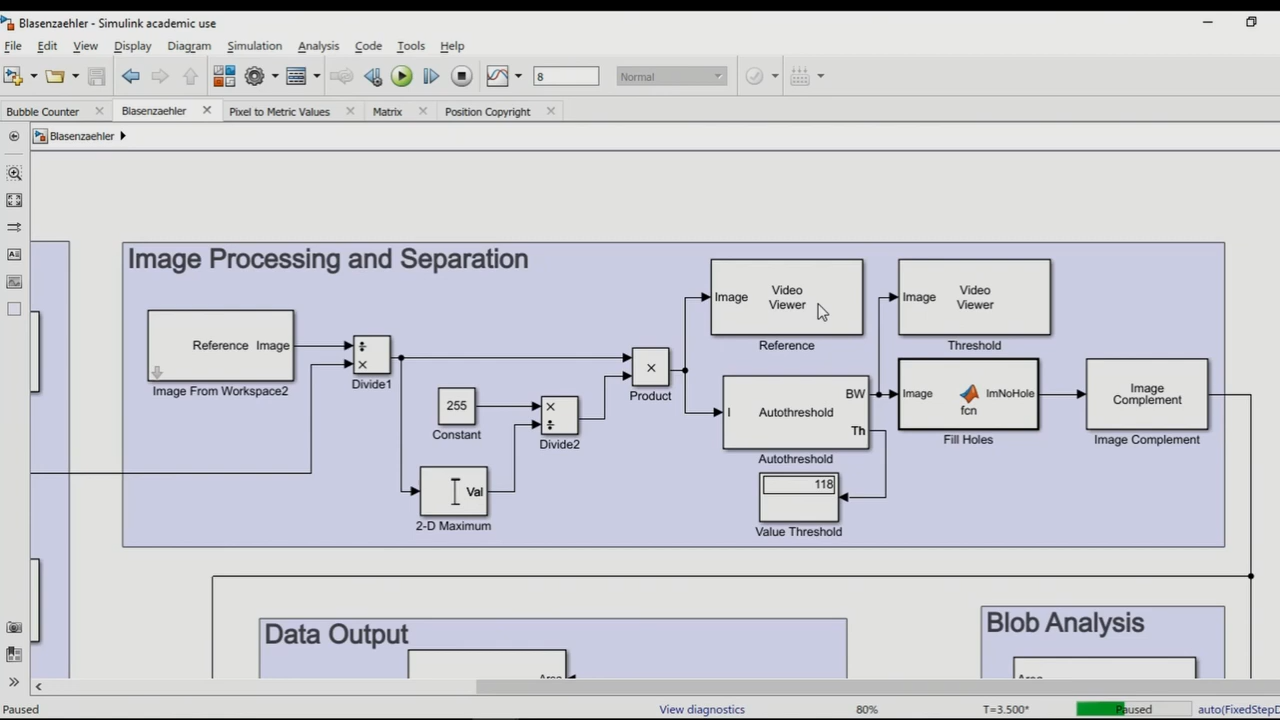 Blasenzaehler - Simulink academic use
File Edit View Display Diagram Simulation Analysis Code Tools Help
8 Normal
Bubble Counter Blasenzaehler Pixel to Metric Values Matrix Position Copyright
Blasenzaehler
Image Processing and Separation
Reference Image
Image From Workspace2
÷
×
Divide1
255
Constant
×
÷
Divide2
Val
2-D Maximum
×
Product
Image Video Viewer
Reference
I Autothreshold BW Th
Autothreshold
118
Value Threshold
Image Video Viewer
Threshold
Image fcn ImNoHole
Fill Holes
Image Complement
Image Complement
Data Output
Blob Analysis
Paused View diagnostics 80% T=3.500* Paused auto(FixedStepD